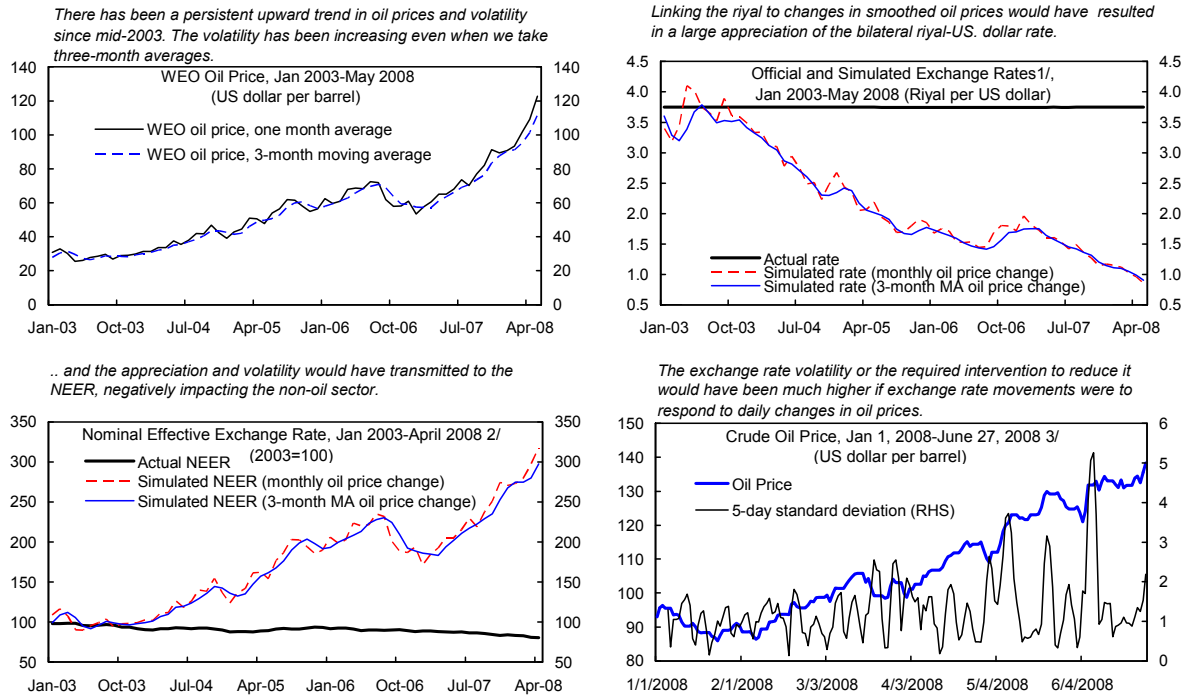 There has been a persistent upward trend in oil prices and volatility
since mid-2003. The volatility has been increasing even when we take
three-month averages.
WEO Oil Price, Jan 2003-May 2008
(US dollar per barrel)
WEO oil price, one month average
WEO oil price, 3-month moving average
140 140
120 120
100 100
80 80
60 60
40 40
20 20
0 0
Jan-03 Oct-03 Jul-04 Apr-05 Jan-06 Oct-06 Jul-07 Apr-08
Linking the riyal to changes in smoothed oil prices would have resulted
in a large appreciation of the bilateral riyal-US. dollar rate.
Official and Simulated Exchange Rates1/,
Jan 2003-May 2008 (Riyal per US dollar)
4.5 4.5
4.0 4.0
3.5 3.5
3.0 3.0
2.5 2.5
2.0 2.0
1.5 1.5
1.0 1.0
0.5 0.5
Actual rate
Simulated rate (monthly oil price change)
Simulated rate (3-month MA oil price change)
Jan-03 Oct-03 Jul-04 Apr-05 Jan-06 Oct-06 Jul-07 Apr-08
.. and the appreciation and volatility would have transmitted to the
NEER, negatively impacting the non-oil sector.
Nominal Effective Exchange Rate, Jan 2003-April 2008 2/
(2003=100)
Actual NEER
Simulated NEER (monthly oil price change)
Simulated NEER (3-month MA oil price change)
350 350
300 300
250 250
200 200
150 150
100 100
50 50
Jan-03 Oct-03 Jul-04 Apr-05 Jan-06 Oct-06 Jul-07 Apr-08
The exchange rate volatility or the required intervention to reduce it
would have been much higher if exchange rate movements were to
respond to daily changes in oil prices.
Crude Oil Price, Jan 1, 2008-June 27, 2008 3/
(US dollar per barrel)
Oil Price
5-day standard deviation (RHS)
150 6
140
130 5
120 4
110 3
100 2
90 1
80 0
1/1/2008 2/1/2008 3/3/2008 4/3/2008 5/4/2008 6/4/2008